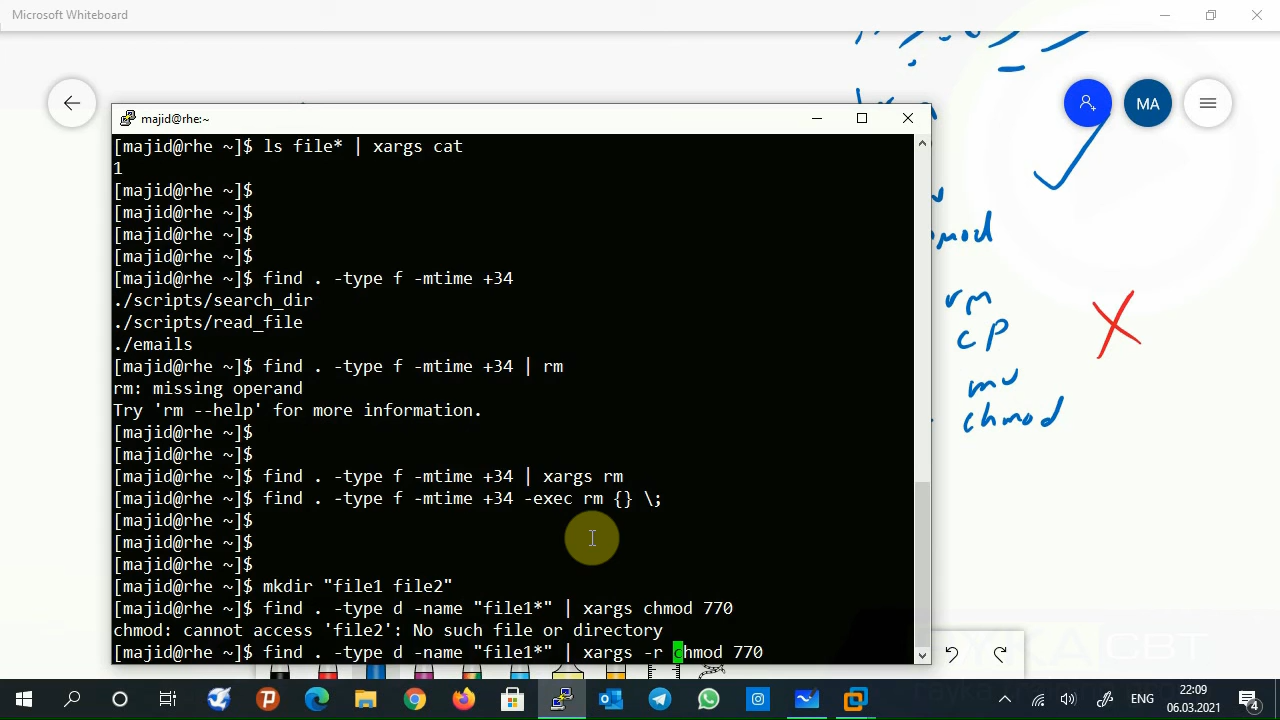 Microsoft Whiteboard
MA
majid@rhe:~
[majid@rhe ~]$ ls file* | xargs cat
1
[majid@rhe ~]$
[majid@rhe ~]$
[majid@rhe ~]$
[majid@rhe ~]$
[majid@rhe ~]$ find . -type f -mtime +34
./scripts/search_dir
./scripts/read_file
./emails
[majid@rhe ~]$ find . -type f -mtime +34 | rm
rm: missing operand
Try 'rm --help' for more information.
[majid@rhe ~]$
[majid@rhe ~]$
[majid@rhe ~]$ find . -type f -mtime +34 | xargs rm
[majid@rhe ~]$ find . -type f -mtime +34 -exec rm {} \;
[majid@rhe ~]$
[majid@rhe ~]$
[majid@rhe ~]$
[majid@rhe ~]$ mkdir "file1 file2"
[majid@rhe ~]$ find . -type d -name "file1*" | xargs chmod 770
chmod: cannot access 'file2': No such file or directory
[majid@rhe ~]$ find . -type d -name "file1*" | xargs -r chmod 770
rm
cp
mv
chmod
CBT
ENG
22:09
06.03.2021
4